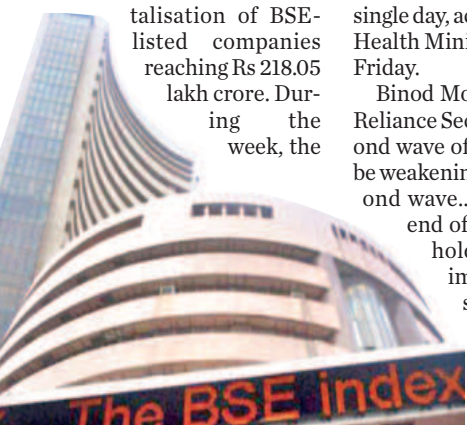 talisation of BSE-
listed companies
reaching Rs 218.05
lakh crore. Dur-
ing the
week, the
single day, ac
Health Mini
Friday.
Binod Mo
Reliance Sec
ond wave of
be weakenin
ond wave..
end of
hold
im
s
The BSE index